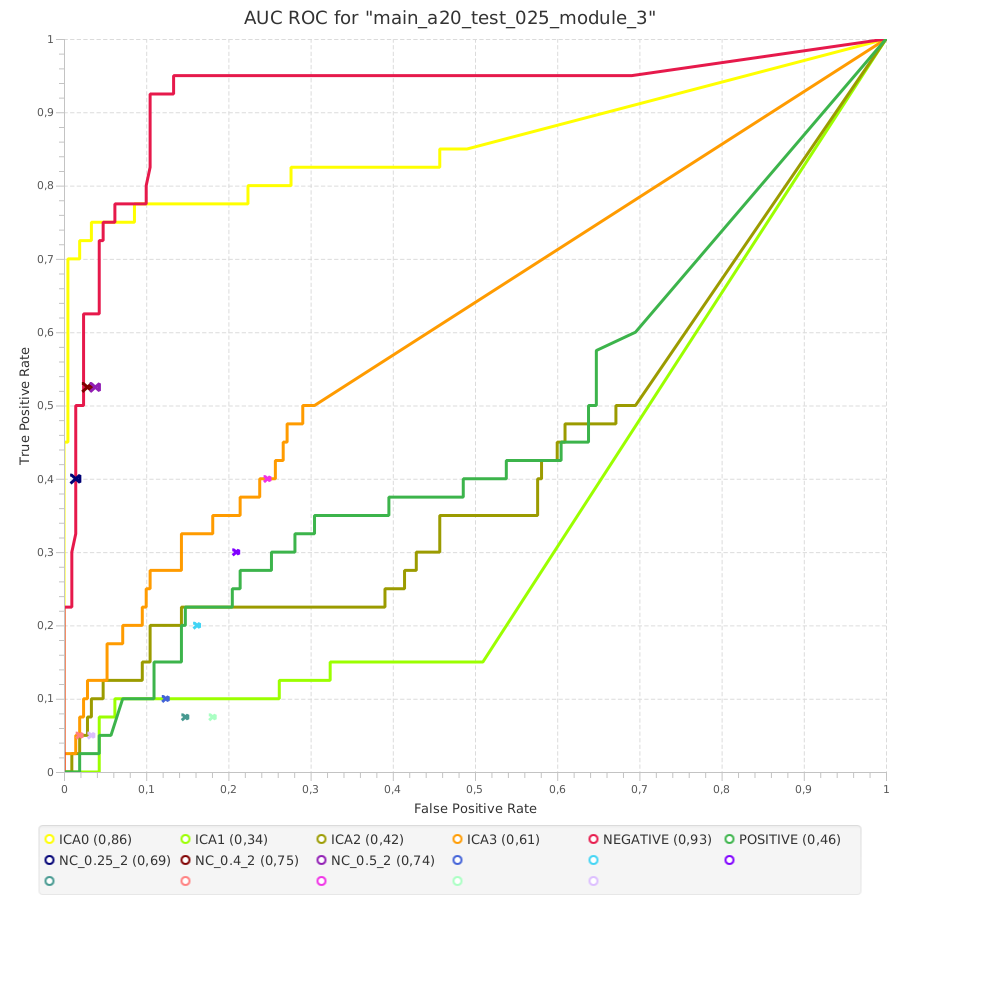 AUC ROC for "main_a20_test_025_module_3"
1
0,9
0,8
0,7
0,6
0,5
0,4
0,3
0,2
0,1
0
True Positive Rate
0 0,1 0,2 0,3 0,4 0,5 0,6 0,7 0,8 0,9 1
False Positive Rate
ICA0 (0,86) ICA1 (0,34) ICA2 (0,42) ICA3 (0,61) NEGATIVE (0,93) POSITIVE (0,46)
NC_0.25_2 (0,69) NC_0.4_2 (0,75) NC_0.5_2 (0,74)